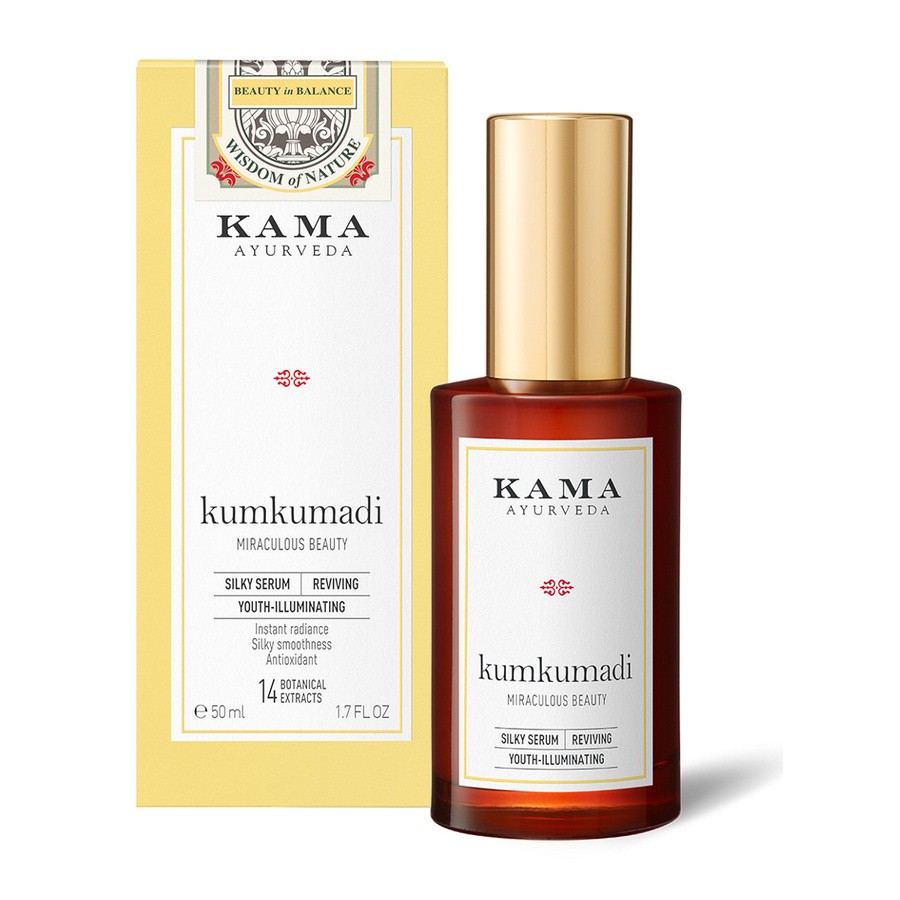 BEAUTY in BALANCE
WISDOM of NATURE
KAMA
AYURVEDA
kumkumadi
MIRACULOUS BEAUTY
SILKY SERUM | REVIVING
YOUTH-ILLUMINATING
Instant radiance
Silky smoothness
Antioxidant
14 BOTANICAL
EXTRACTS
℮ 50 ml 1.7 FL OZ
KAMA
AYURVEDA
kumkumadi
MIRACULOUS BEAUTY
SILKY SERUM | REVIVING
YOUTH-ILLUMINATING